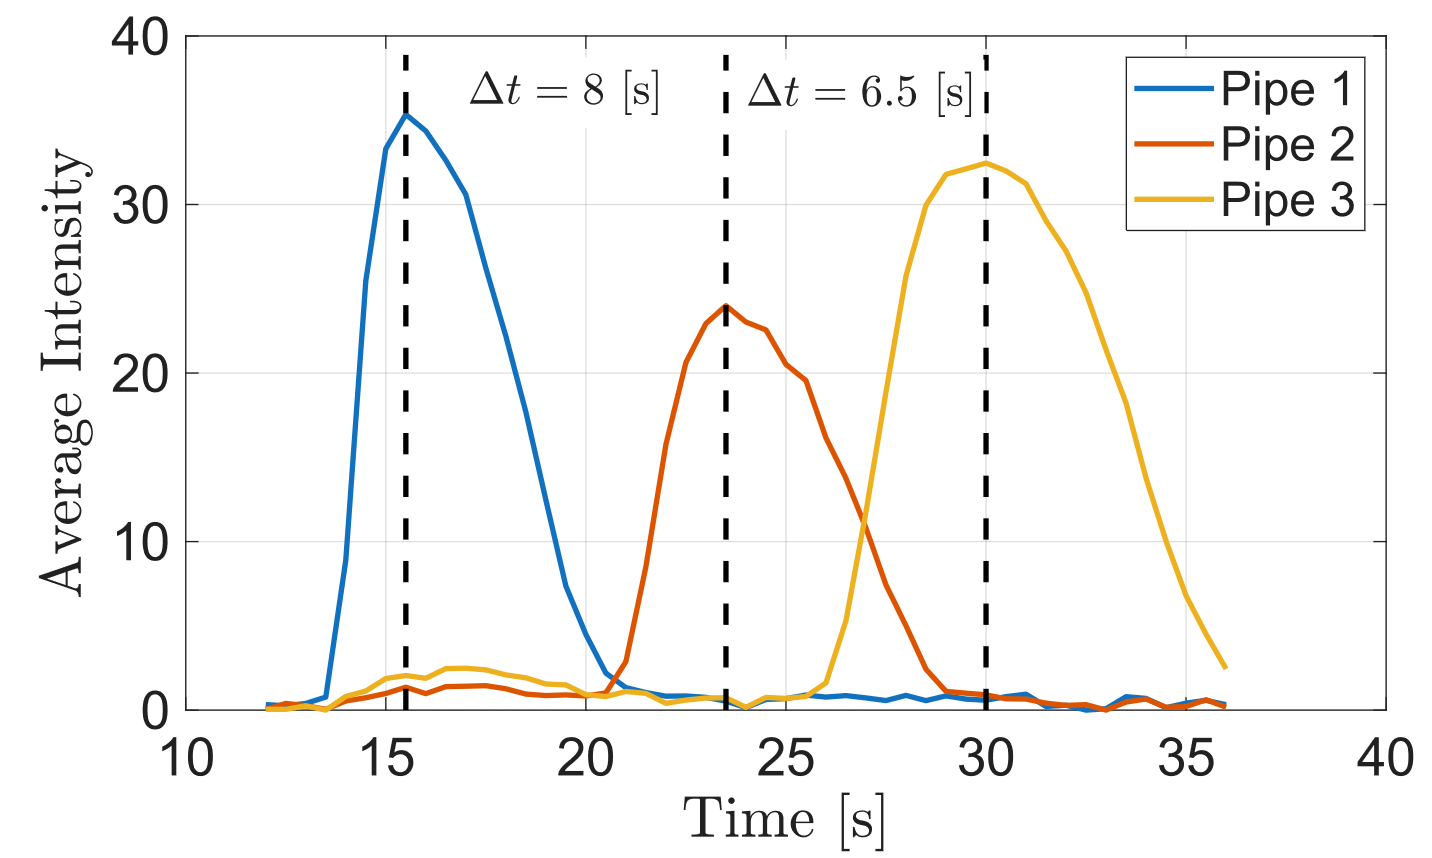 40
30
20
10
0
Average Intensity
Δt = 8 [s]
Δt = 6.5 [s]
Pipe 1
Pipe 2
Pipe 3
10 15 20 25 30 35 40
Time [s]